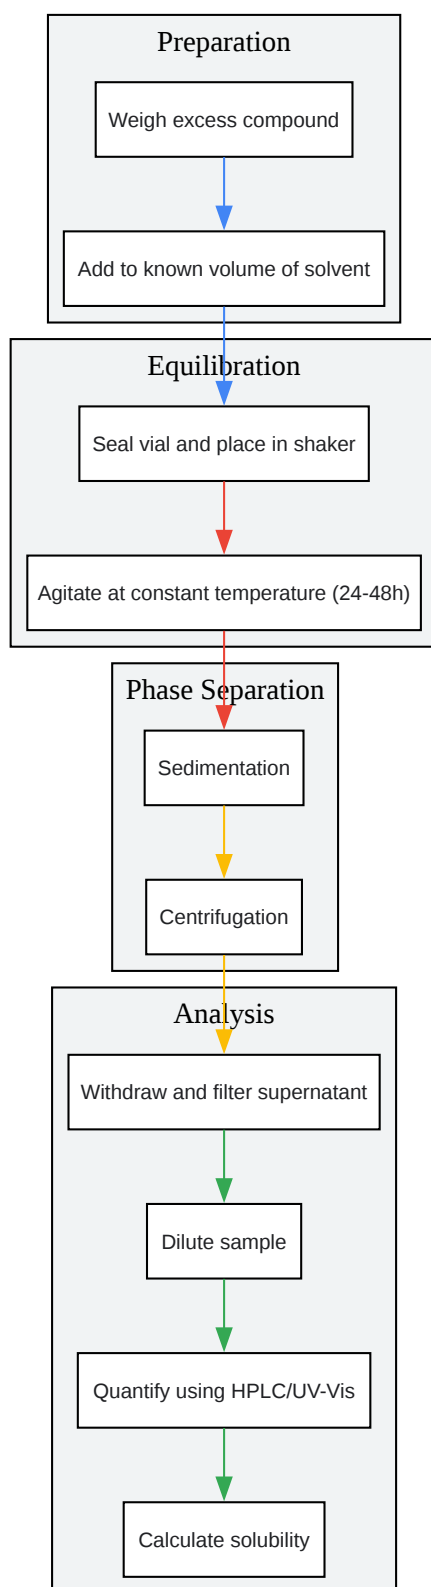 Preparation
Weigh excess compound
Add to known volume of solvent
Equilibration
Seal vial and place in shaker
Agitate at constant temperature (24-48h)
Phase Separation
Sedimentation
Centrifugation
Analysis
Withdraw and filter supernatant
Dilute sample
Quantify using HPLC/UV-Vis
Calculate solubility